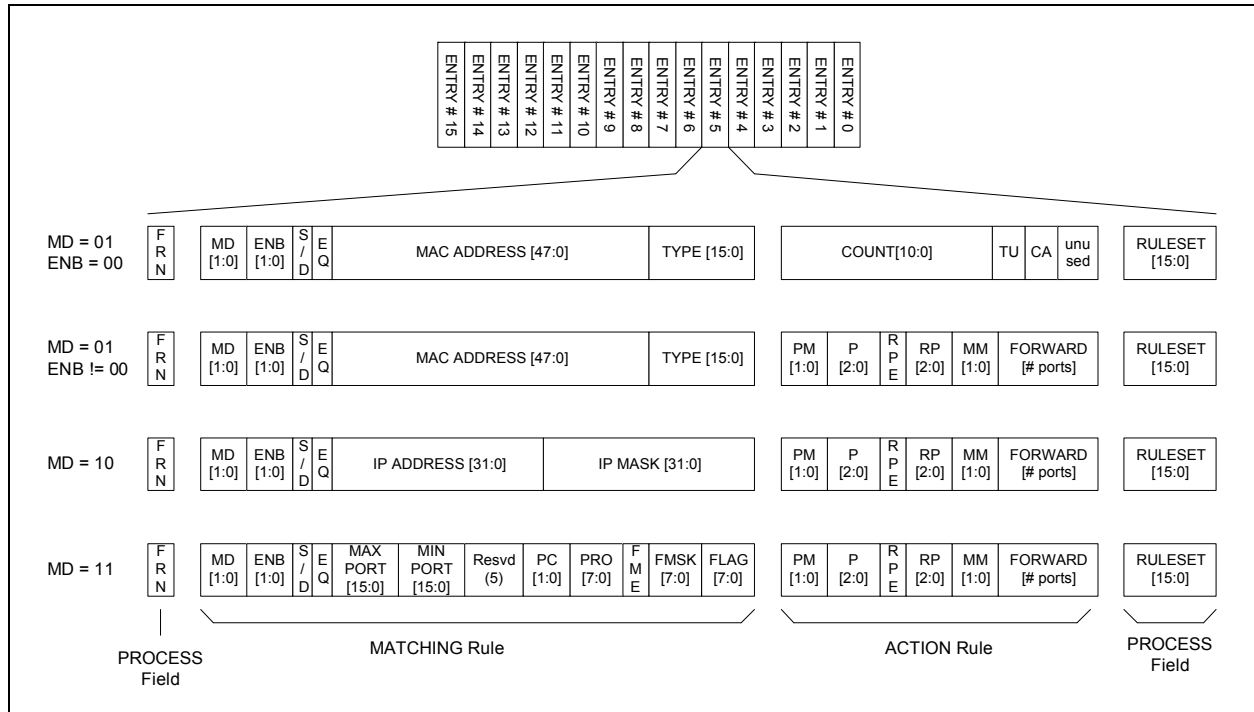 ENTRY # 15
ENTRY # 14
ENTRY # 13
ENTRY # 12
ENTRY # 11
ENTRY # 10
ENTRY # 9
ENTRY # 8
ENTRY # 7
ENTRY # 6
ENTRY # 5
ENTRY # 4
ENTRY # 3
ENTRY # 2
ENTRY # 1
ENTRY # 0
MD = 01
ENB = 00
FRN
MD
[1:0]
ENB
[1:0]
S/D
EQ
MAC ADDRESS [47:0]
TYPE [15:0]
COUNT[10:0]
TU
CA
unu
sed
RULESET
[15:0]
MD = 01
ENB != 00
FRN
MD
[1:0]
ENB
[1:0]
S/D
EQ
MAC ADDRESS [47:0]
TYPE [15:0]
PM
[1:0]
P
[2:0]
RPE
RP
[2:0]
MM
[1:0]
FORWARD
[# ports]
RULESET
[15:0]
MD = 10
FRN
MD
[1:0]
ENB
[1:0]
S/D
EQ
IP ADDRESS [31:0]
IP MASK [31:0]
PM
[1:0]
P
[2:0]
RPE
RP
[2:0]
MM
[1:0]
FORWARD
[# ports]
RULESET
[15:0]
MD = 11
FRN
MD
[1:0]
ENB
[1:0]
S/D
EQ
MAX
PORT
[15:0]
MIN
PORT
[15:0]
Resvd
(5)
PC
[1:0]
PRO
[7:0]
FME
FMSK
[7:0]
FLAG
[7:0]
PM
[1:0]
P
[2:0]
RPE
RP
[2:0]
MM
[1:0]
FORWARD
[# ports]
RULESET
[15:0]
PROCESS
Field
MATCHING Rule
ACTION Rule
PROCESS
Field